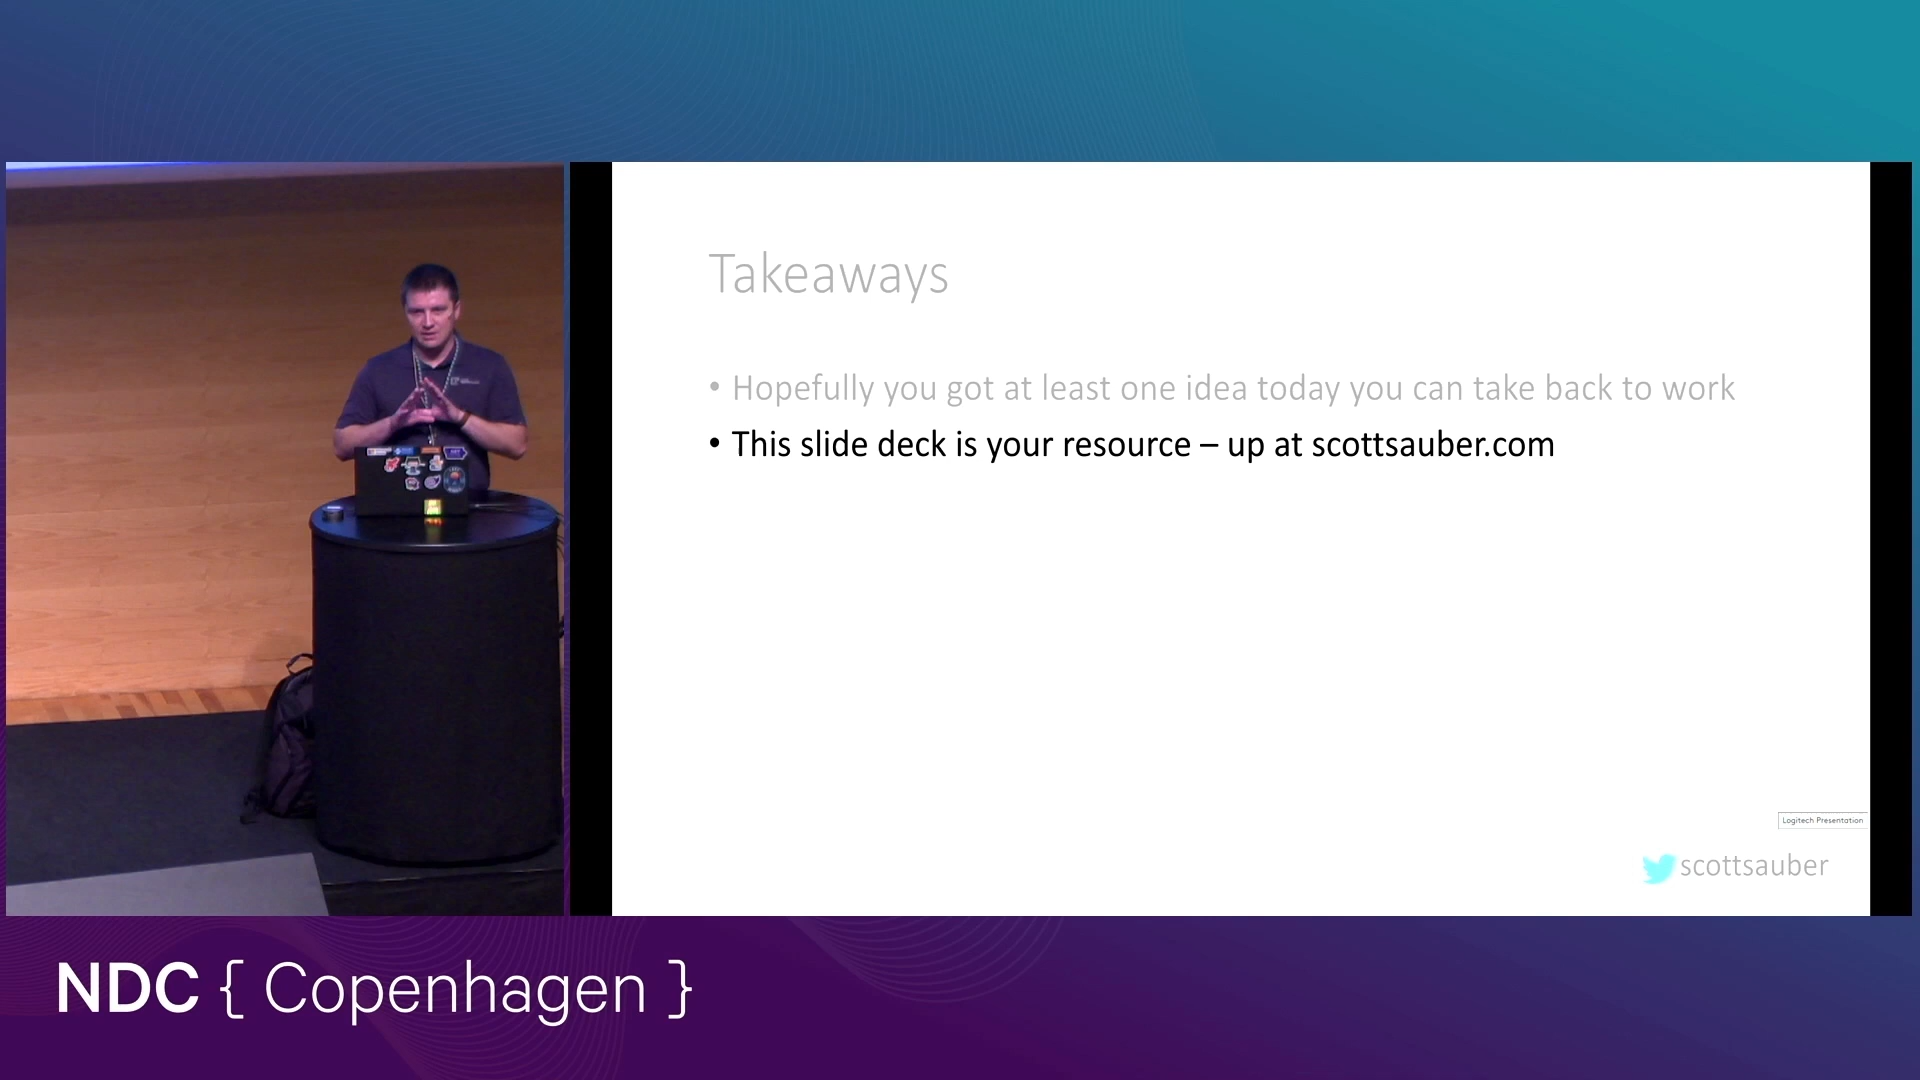 Takeaways
• Hopefully you got at least one idea today you can take back to work
• This slide deck is your resource – up at scottsauber.com
Logitech Presentation
scottsauber
NDC { Copenhagen }